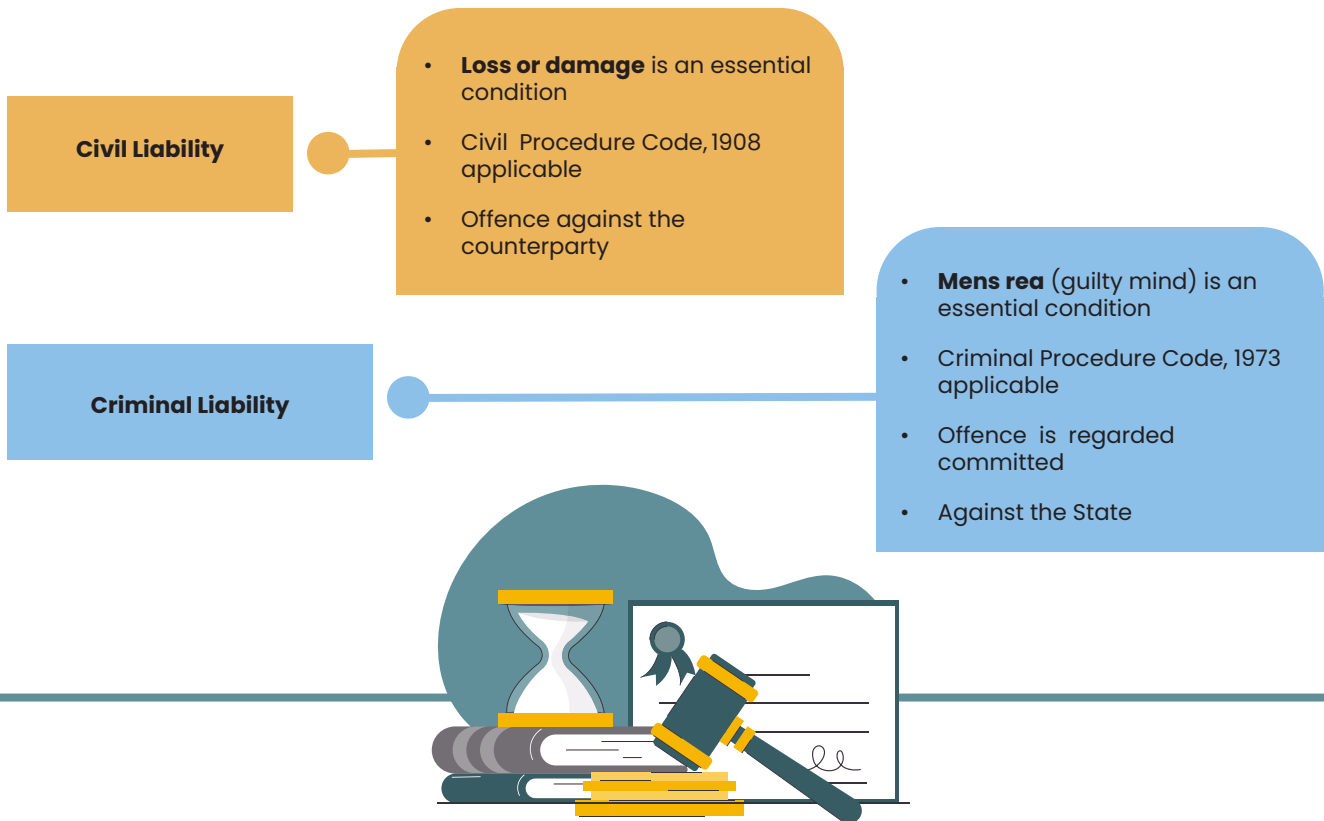 Civil Liability
• Loss or damage is an essential
condition
• Civil Procedure Code, 1908
applicable
• Offence against the
counterparty
Criminal Liability
• Mens rea (guilty mind) is an
essential condition
• Criminal Procedure Code, 1973
applicable
• Offence is regarded
committed
• Against the State